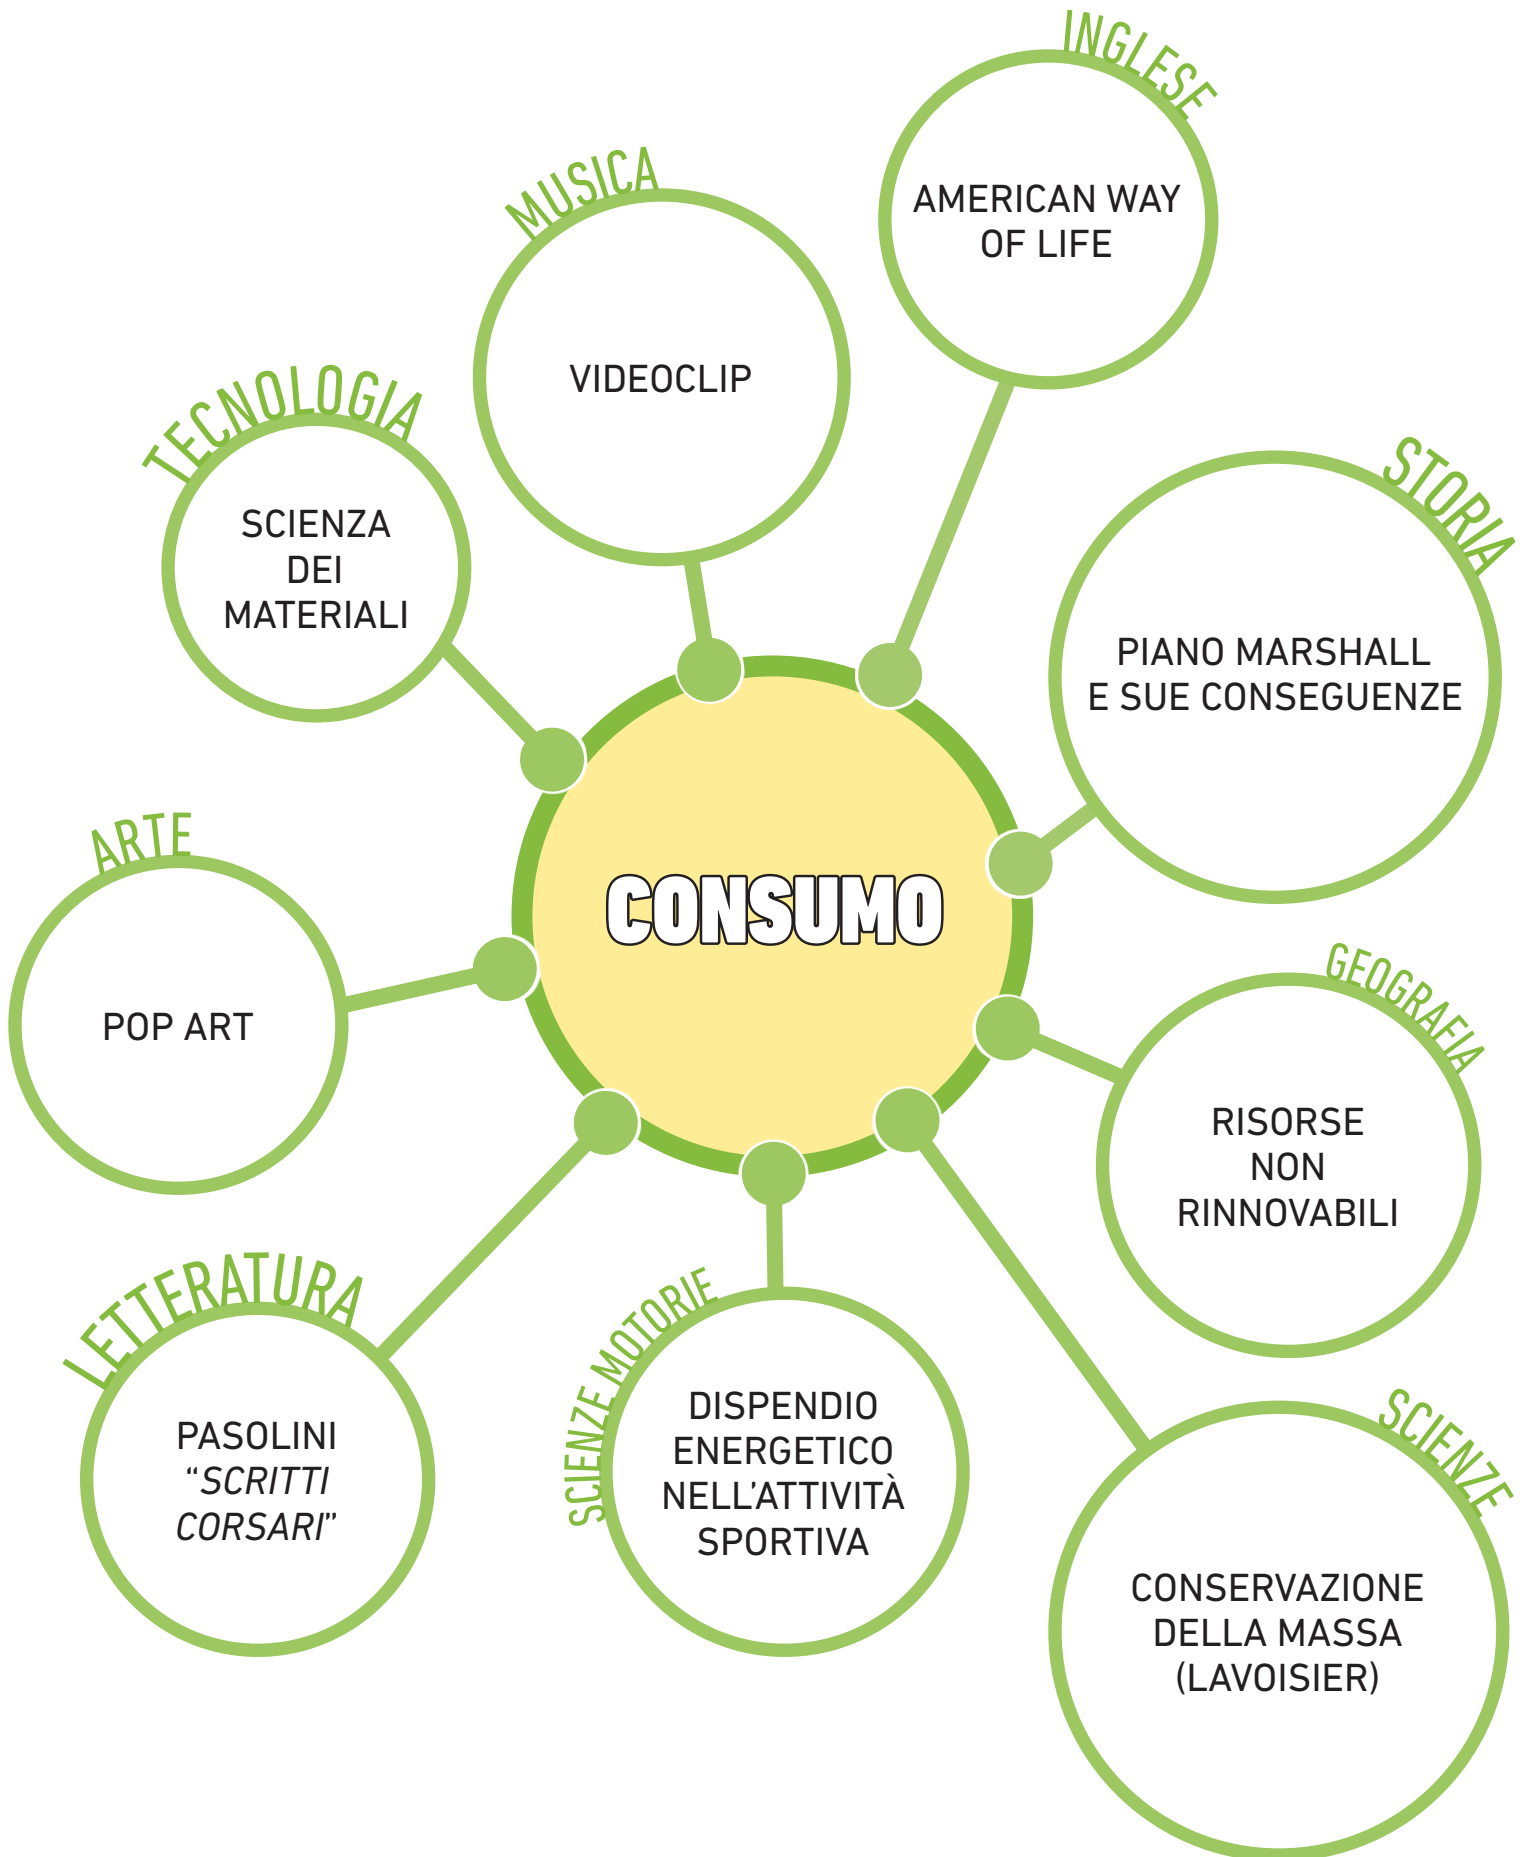 INGLESE
AMERICAN WAY
OF LIFE
MUSICA
VIDEOCLIP
TECNOLOGIA
SCIENZA
DEI
MATERIALI
STORIA
PIANO MARSHALL
E SUE CONSEGUENZE
ARTE
POP ART
CONSUMO
GEOGRAFIA
RISORSE
NON
RINNOVABILI
LETTERATURA
PASOLINI
“SCRITTI
CORSARI”
SCIENZE MOTORIE
DISPENDIO
ENERGETICO
NELL’ATTIVITÀ
SPORTIVA
SCIENZE
CONSERVAZIONE
DELLA MASSA
(LAVOISIER)